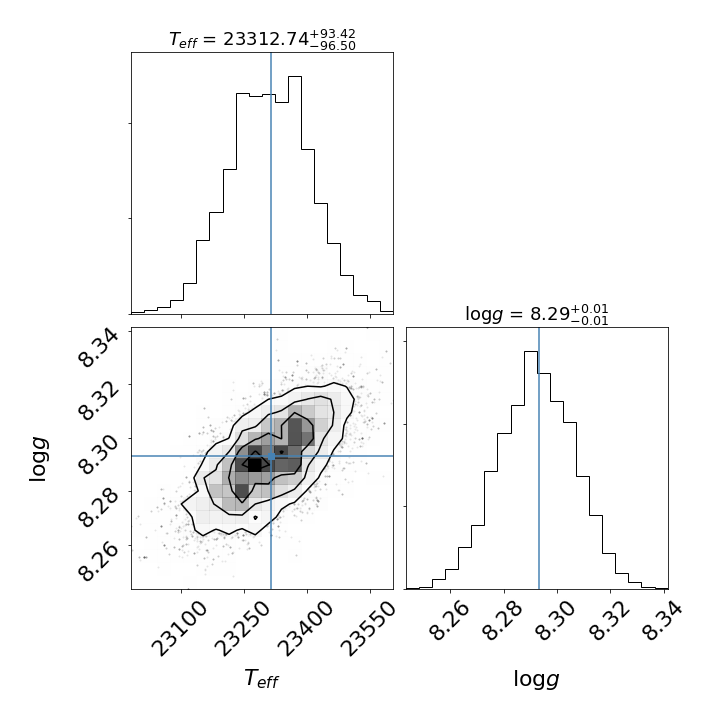 T_eff = 23312.74^{+93.42}_{-96.50}
logg = 8.29^{+0.01}_{-0.01}
8.34
8.32
8.30
8.28
8.26
logg
23100
23250
23400
23550
T_eff
8.26
8.28
8.30
8.32
8.34
logg